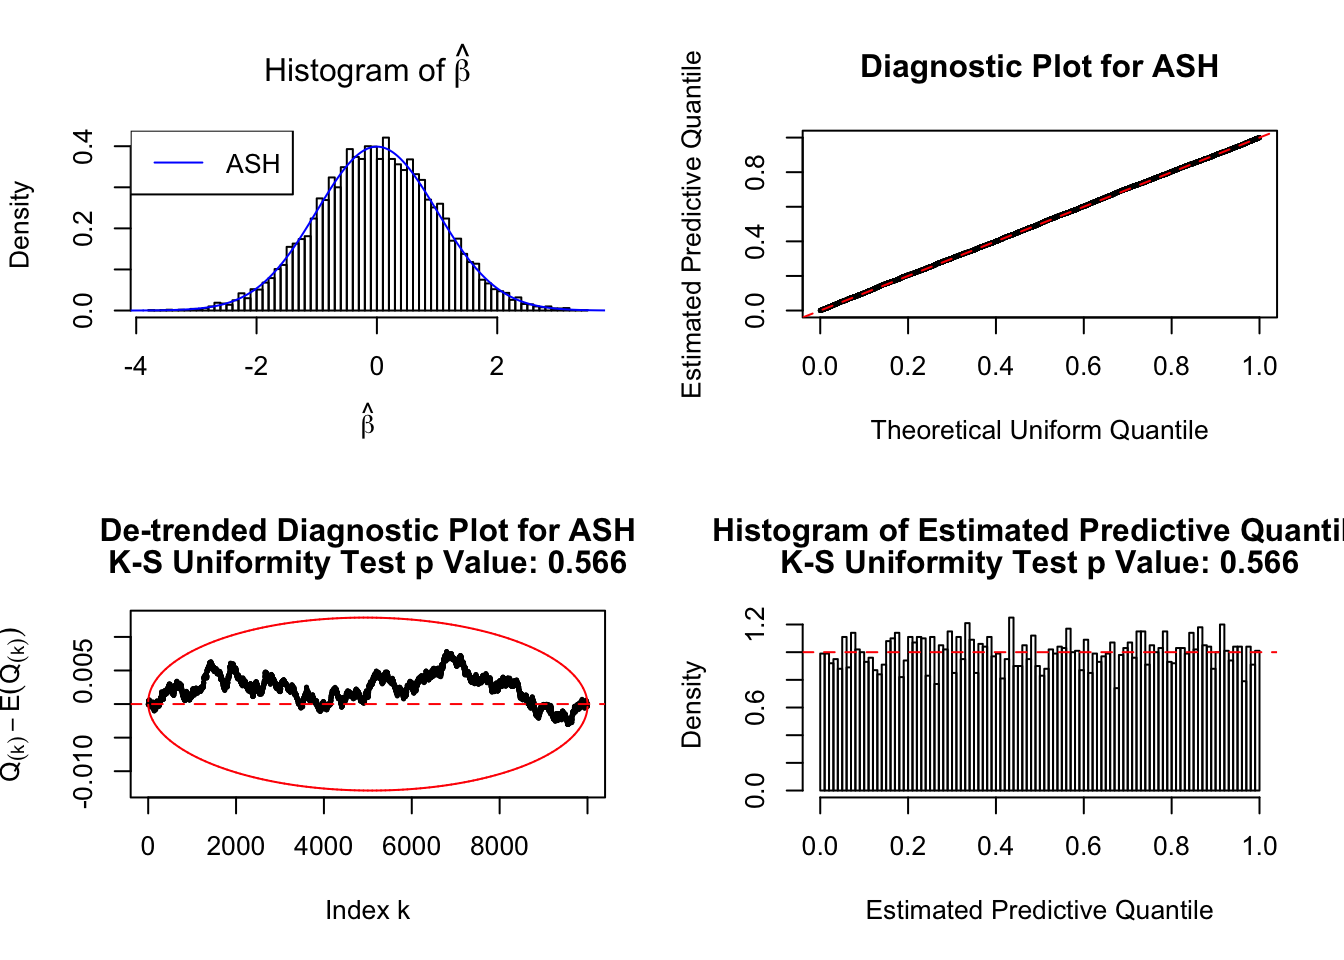 Histogram of β̂
Density
0.0 0.2 0.4
ASH
-4 -2 0 2
β̂
Diagnostic Plot for ASH
Estimated Predictive Quantile
0.0 0.4 0.8
0.0 0.2 0.4 0.6 0.8 1.0
Theoretical Uniform Quantile
De-trended Diagnostic Plot for ASH
K-S Uniformity Test p Value: 0.566
Q(k) − E(Q(k))
-0.010 0.005
0 2000 4000 6000 8000
Index k
Histogram of Estimated Predictive Quantil
K-S Uniformity Test p Value: 0.566
Density
0.0 0.6 1.2
0.0 0.2 0.4 0.6 0.8 1.0
Estimated Predictive Quantile